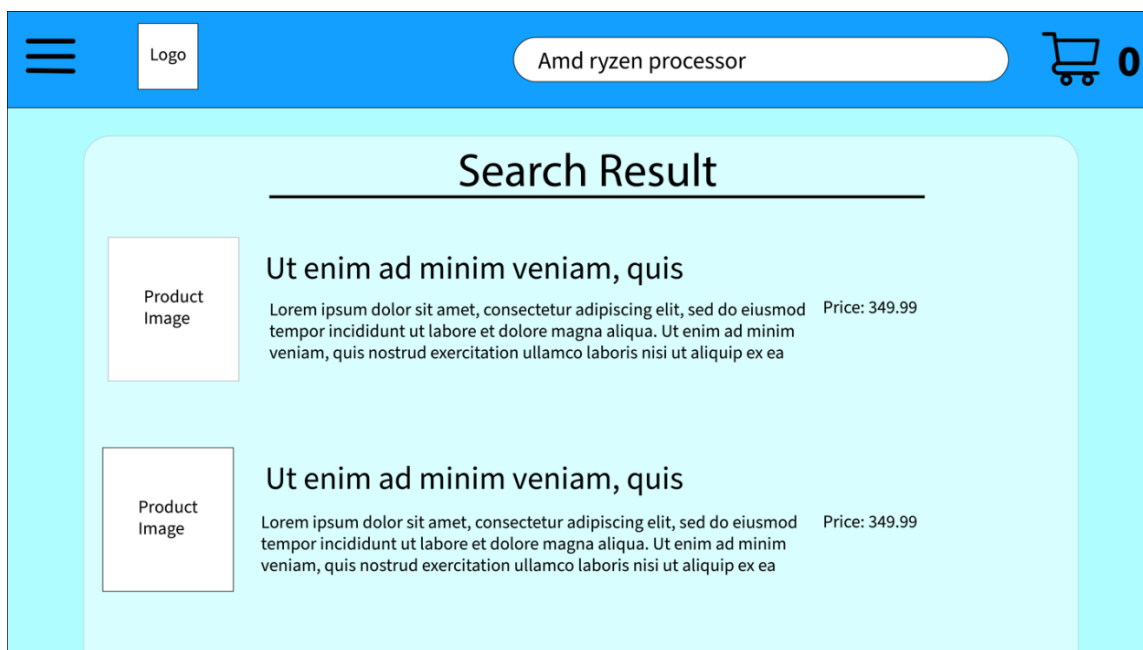 Logo
Amd ryzen processor
0
Search Result
Product
Image
Ut enim ad minim veniam, quis
Lorem ipsum dolor sit amet, consectetur adipiscing elit, sed do eiusmod
tempor incididunt ut labore et dolore magna aliqua. Ut enim ad minim
veniam, quis nostrud exercitation ullamco laboris nisi ut aliquip ex ea
Price: 349.99
Product
Image
Ut enim ad minim veniam, quis
Lorem ipsum dolor sit amet, consectetur adipiscing elit, sed do eiusmod
tempor incididunt ut labore et dolore magna aliqua. Ut enim ad minim
veniam, quis nostrud exercitation ullamco laboris nisi ut aliquip ex ea
Price: 349.99